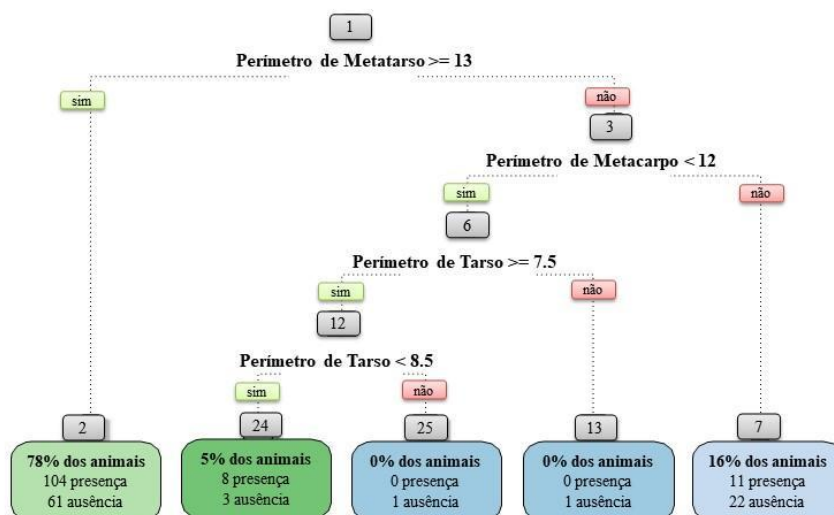 1
Perímetro de Metatarso >= 13
sim
não
3
Perímetro de Metacarpo < 12
sim
não
6
Perímetro de Tarso >= 7.5
sim
não
12
Perímetro de Tarso < 8.5
sim
não
2
24
25
13
7
78% dos animais
104 presença
61 ausência
5% dos animais
8 presença
3 ausência
0% dos animais
0 presença
1 ausência
0% dos animais
0 presença
1 ausência
16% dos animais
11 presença
22 ausência